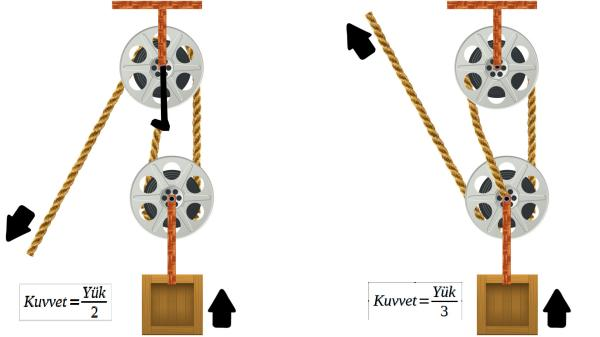 Kuvvet = Yük/2
Kuvvet = Yük/3